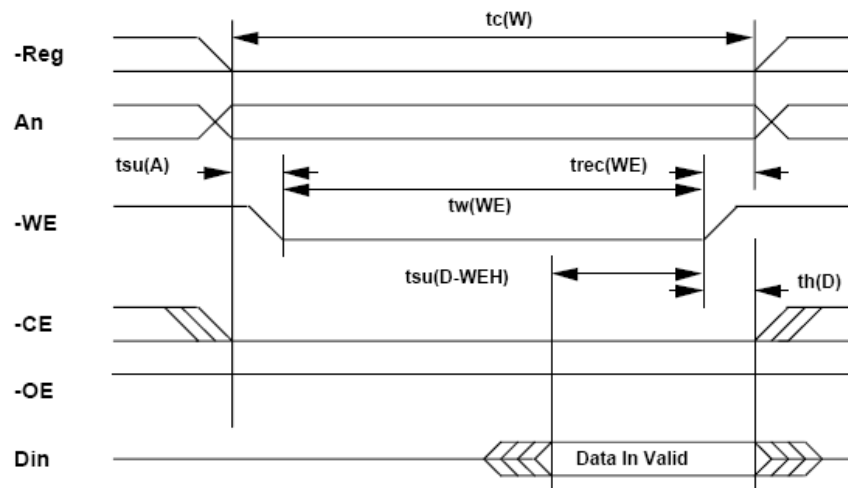 tc(W)
-Reg
An
tsu(A)
trec(WE)
tw(WE)
-WE
tsu(D-WEH)
th(D)
-CE
-OE
Din
Data In Valid